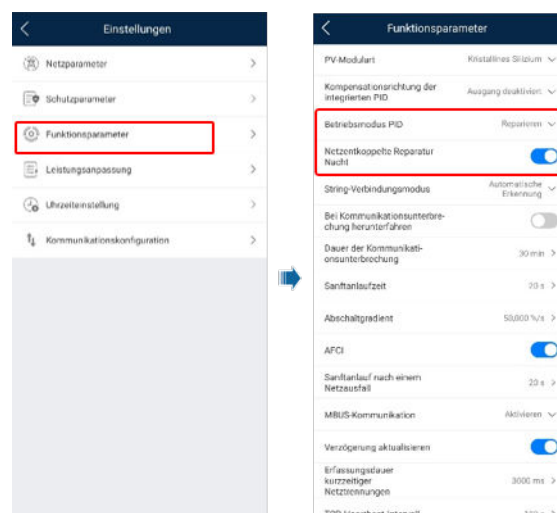 Einstellungen
Netzparameter
Schutzparameter
Funktionsparameter
Leistungsanpassung
Uhrzeiteinstellung
Kommunikationskonfiguration
Funktionsparameter
PV-Modulart
Kristallines Silizium
Kompensationsrichtung der
integrierten PID
Ausgang deaktiviert
Betriebsmodus PID
Reparieren
Netzentkoppelte Reparatur
Nacht
String-Verbindungsmodus
Automatische
Erkennung
Bei Kommunikationsunterbre-
chung herunterfahren
Dauer der Kommunikati-
onsunterbrechung
30 min
Sanftanlaufzeit
20 s
Abschaltgradient
50,000 %/s
AFCI
Sanftanlauf nach einem
Netzausfall
20 s
MBUS-Kommunikation
Aktivieren
Verzögerung aktualisieren
Erfassungsdauer
kurzzeitiger
Netztrennungen
3000 ms